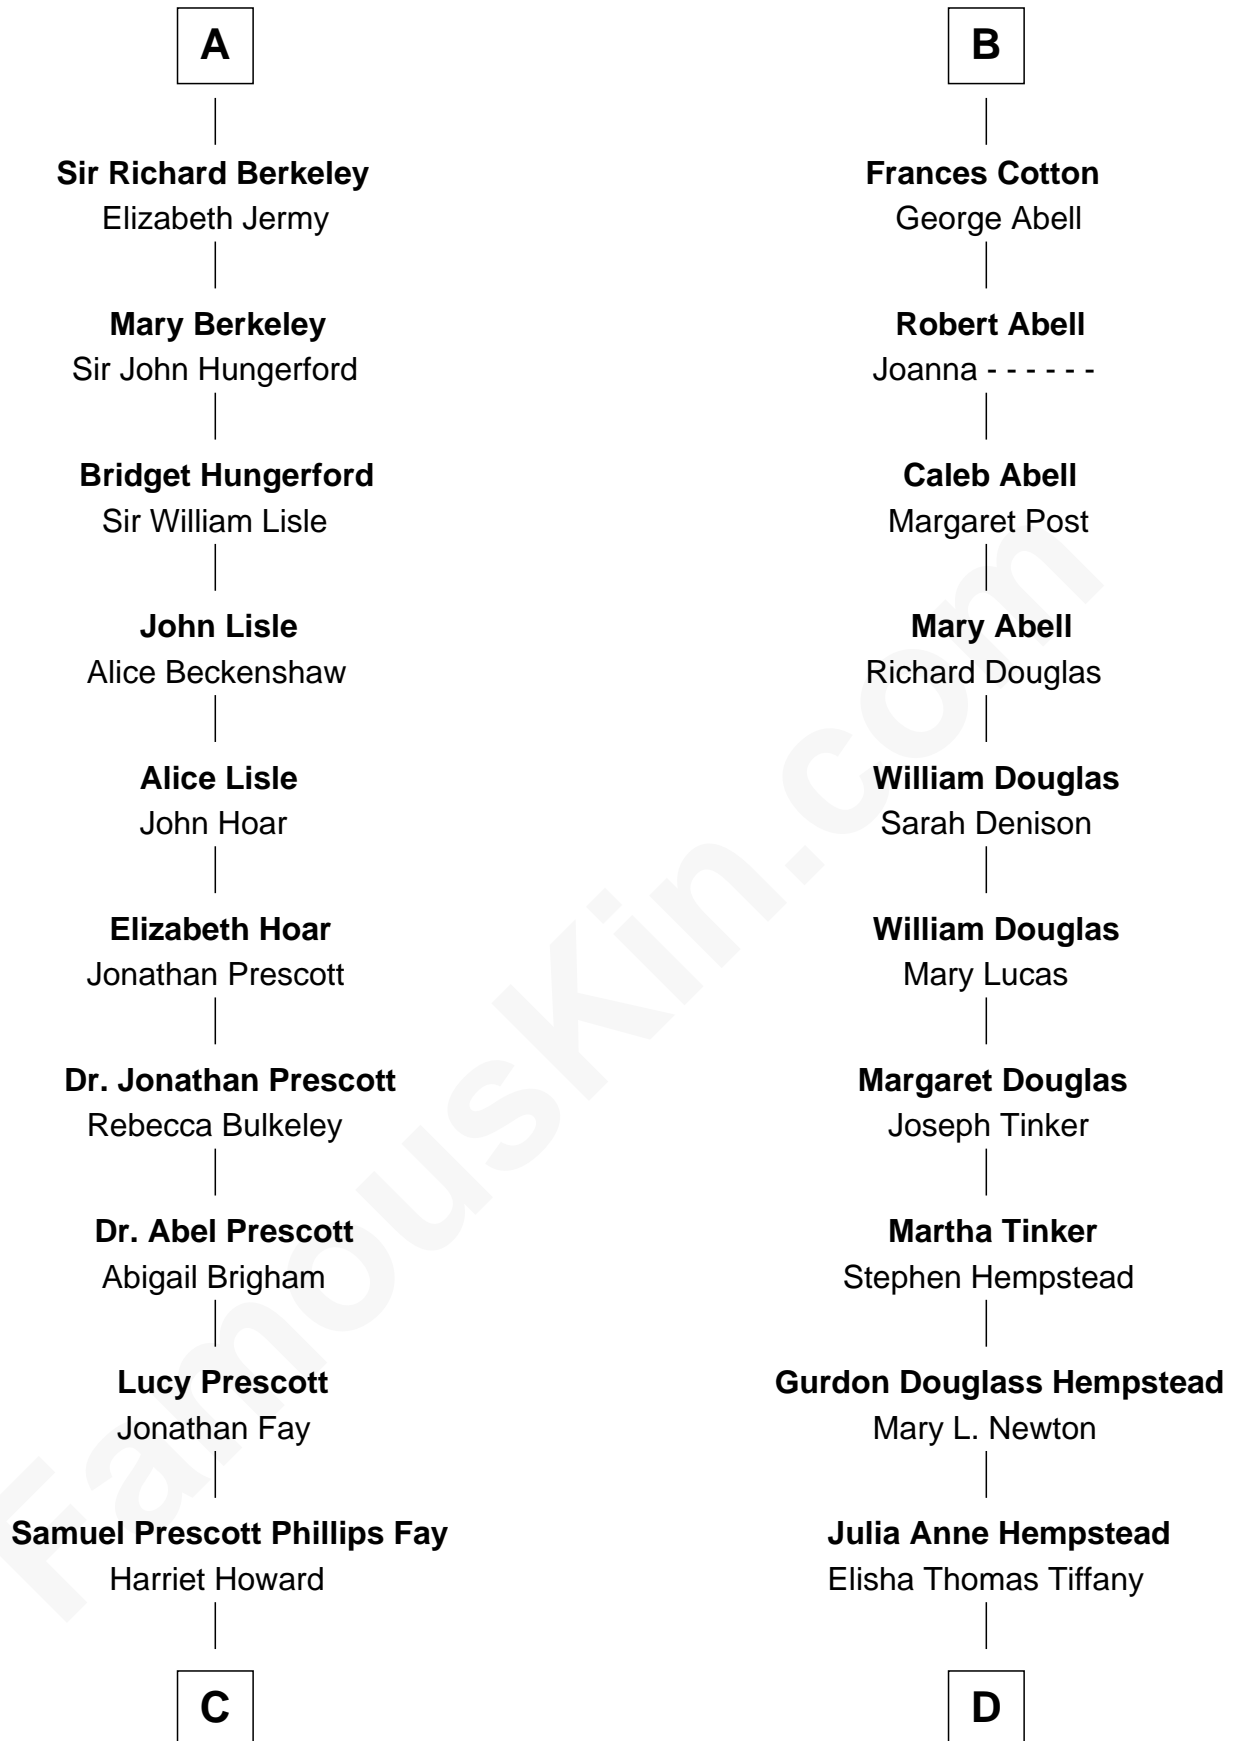 A
Sir Richard Berkeley
Elizabeth Jermy
Mary Berkeley
Sir John Hungerford
Bridget Hungerford
Sir William Lisle
John Lisle
Alice Beckenshaw
Alice Lisle
John Hoar
Elizabeth Hoar
Jonathan Prescott
Dr. Jonathan Prescott
Rebecca Bulkeley
Dr. Abel Prescott
Abigail Brigham
Lucy Prescott
Jonathan Fay
Samuel Prescott Phillips Fay
Harriet Howard
C
B
Frances Cotton
George Abell
Robert Abell
Joanna - - - - - -
Caleb Abell
Margaret Post
Mary Abell
Richard Douglas
William Douglas
Sarah Denison
William Douglas
Mary Lucas
Margaret Douglas
Joseph Tinker
Martha Tinker
Stephen Hempstead
Gurdon Douglass Hempstead
Mary L. Newton
Julia Anne Hempstead
Elisha Thomas Tiffany
D
FamousKin.com